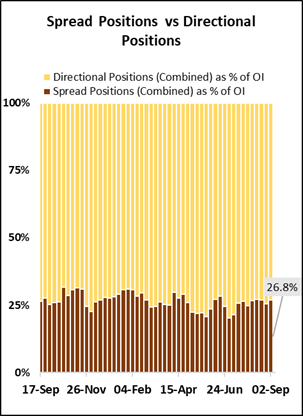 Spread Positions vs Directional
Positions
Directional Positions (Combined) as % of OI
Spread Positions (Combined) as % of OI
100%
75%
50%
25%
0%
26.8%
17-Sep 26-Nov 04-Feb 15-Apr 24-Jun 02-Sep